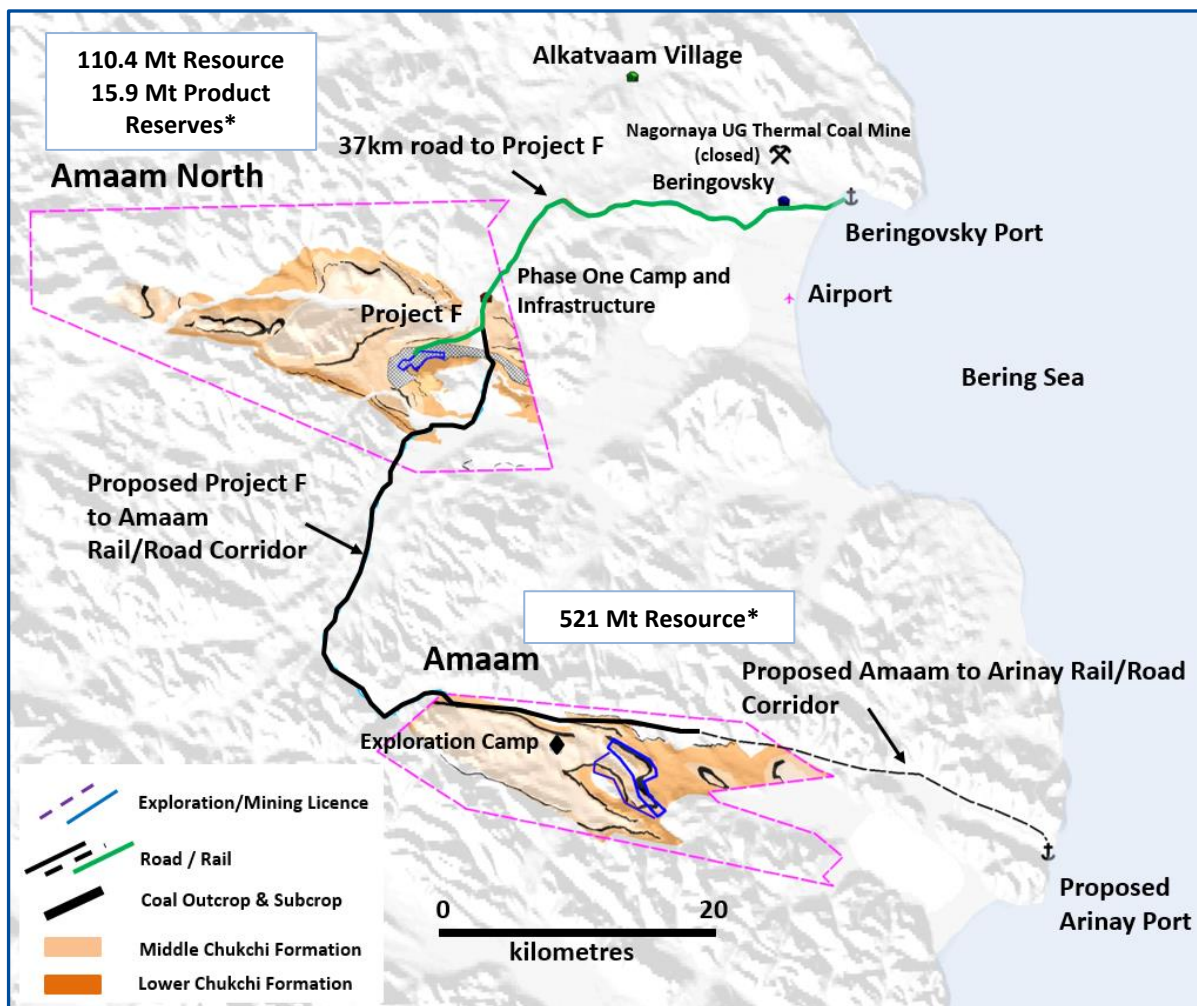 110.4 Mt Resource
15.9 Mt Product
Reserves*
Alkatvaam Village
37km road to Project F
Nagornaya UG Thermal Coal Mine
(closed)
Beringovsky
Amaam North
Beringovsky Port
Phase One Camp and
Infrastructure
Airport
Project F
Bering Sea
Proposed Project F
to Amaam
Rail/Road Corridor
521 Mt Resource*
Amaam
Proposed Amaam to Arinay Rail/Road
Corridor
Exploration Camp
Exploration/Mining Licence
Road / Rail
Coal Outcrop & Subcrop
Middle Chukchi Formation
Lower Chukchi Formation
0 20
kilometres
Proposed
Arinay Port